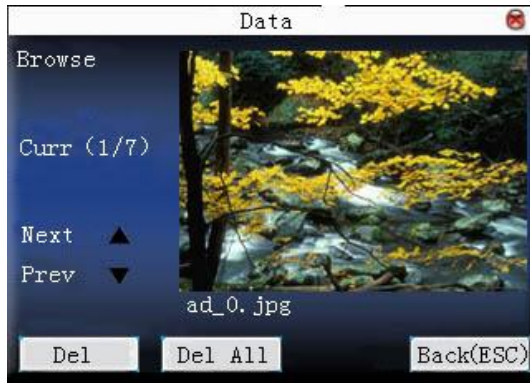 Data
Browse
Curr (1/7)
Next ▲
Prev ▼
ad_0.jpg
Del
Del All
Back(ESC)